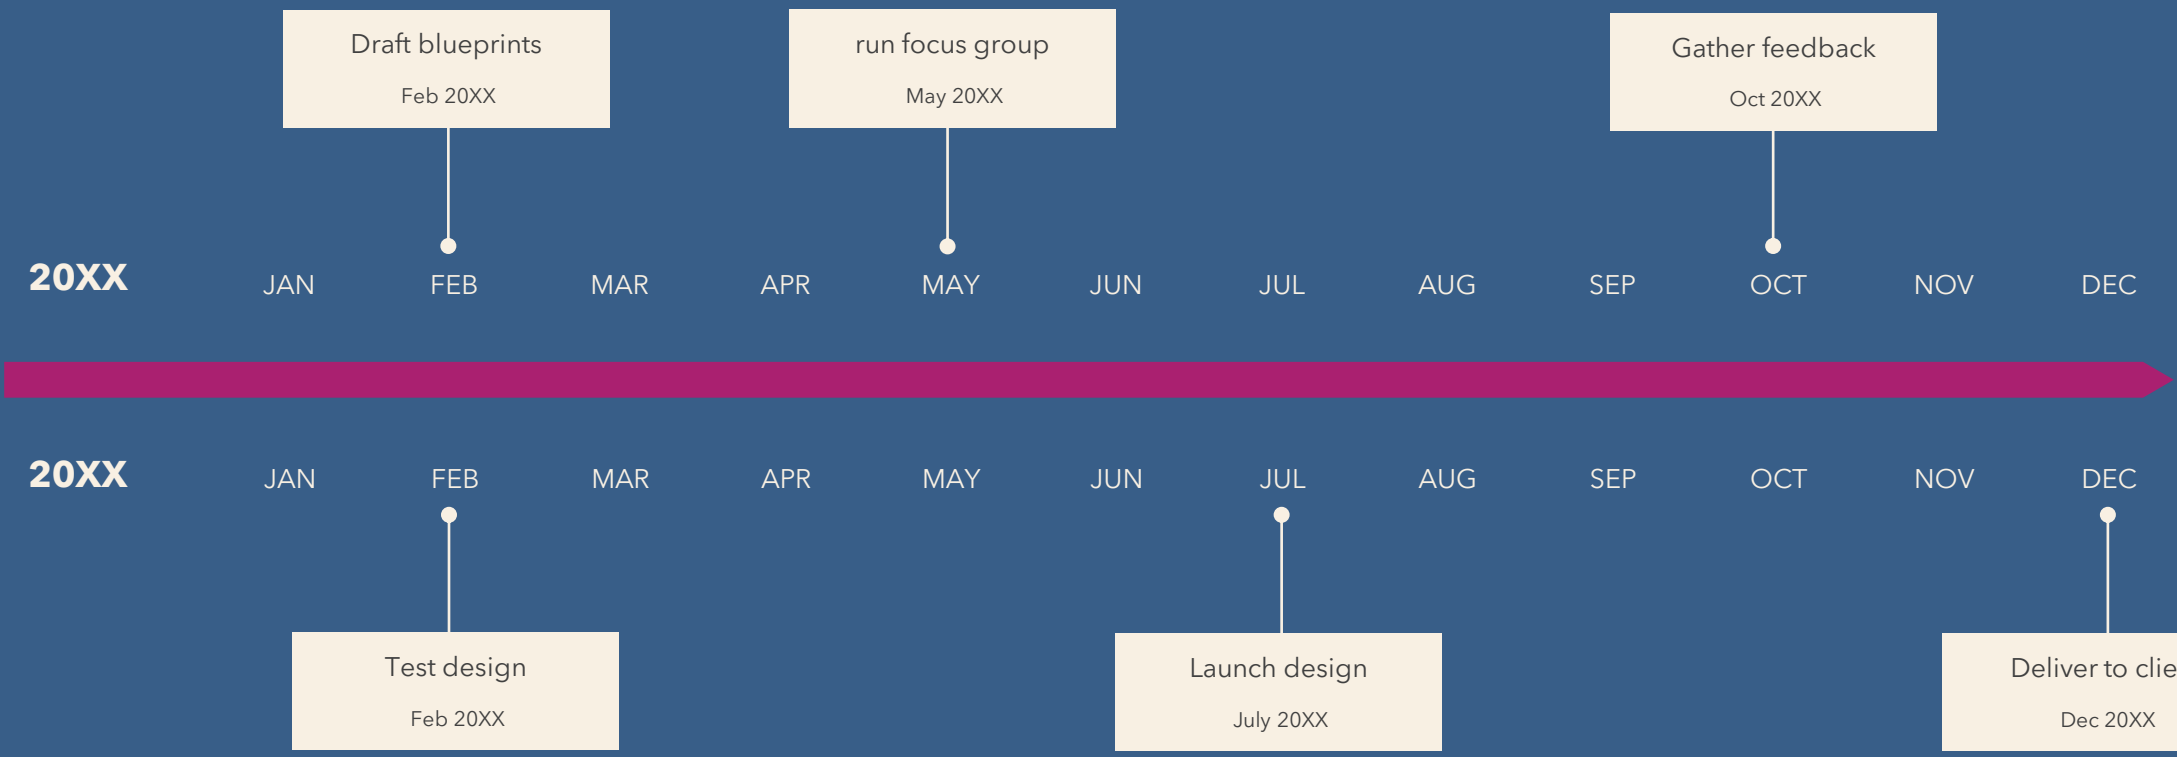 Draft blueprints
Feb 20XX
run focus group
May 20XX
Gather feedback
Oct 20XX
20XX JAN FEB MAR APR MAY JUN JUL AUG SEP OCT NOV DEC
20XX JAN FEB MAR APR MAY JUN JUL AUG SEP OCT NOV DEC
Test design
Feb 20XX
Launch design
July 20XX
Deliver to
Dec 20XX